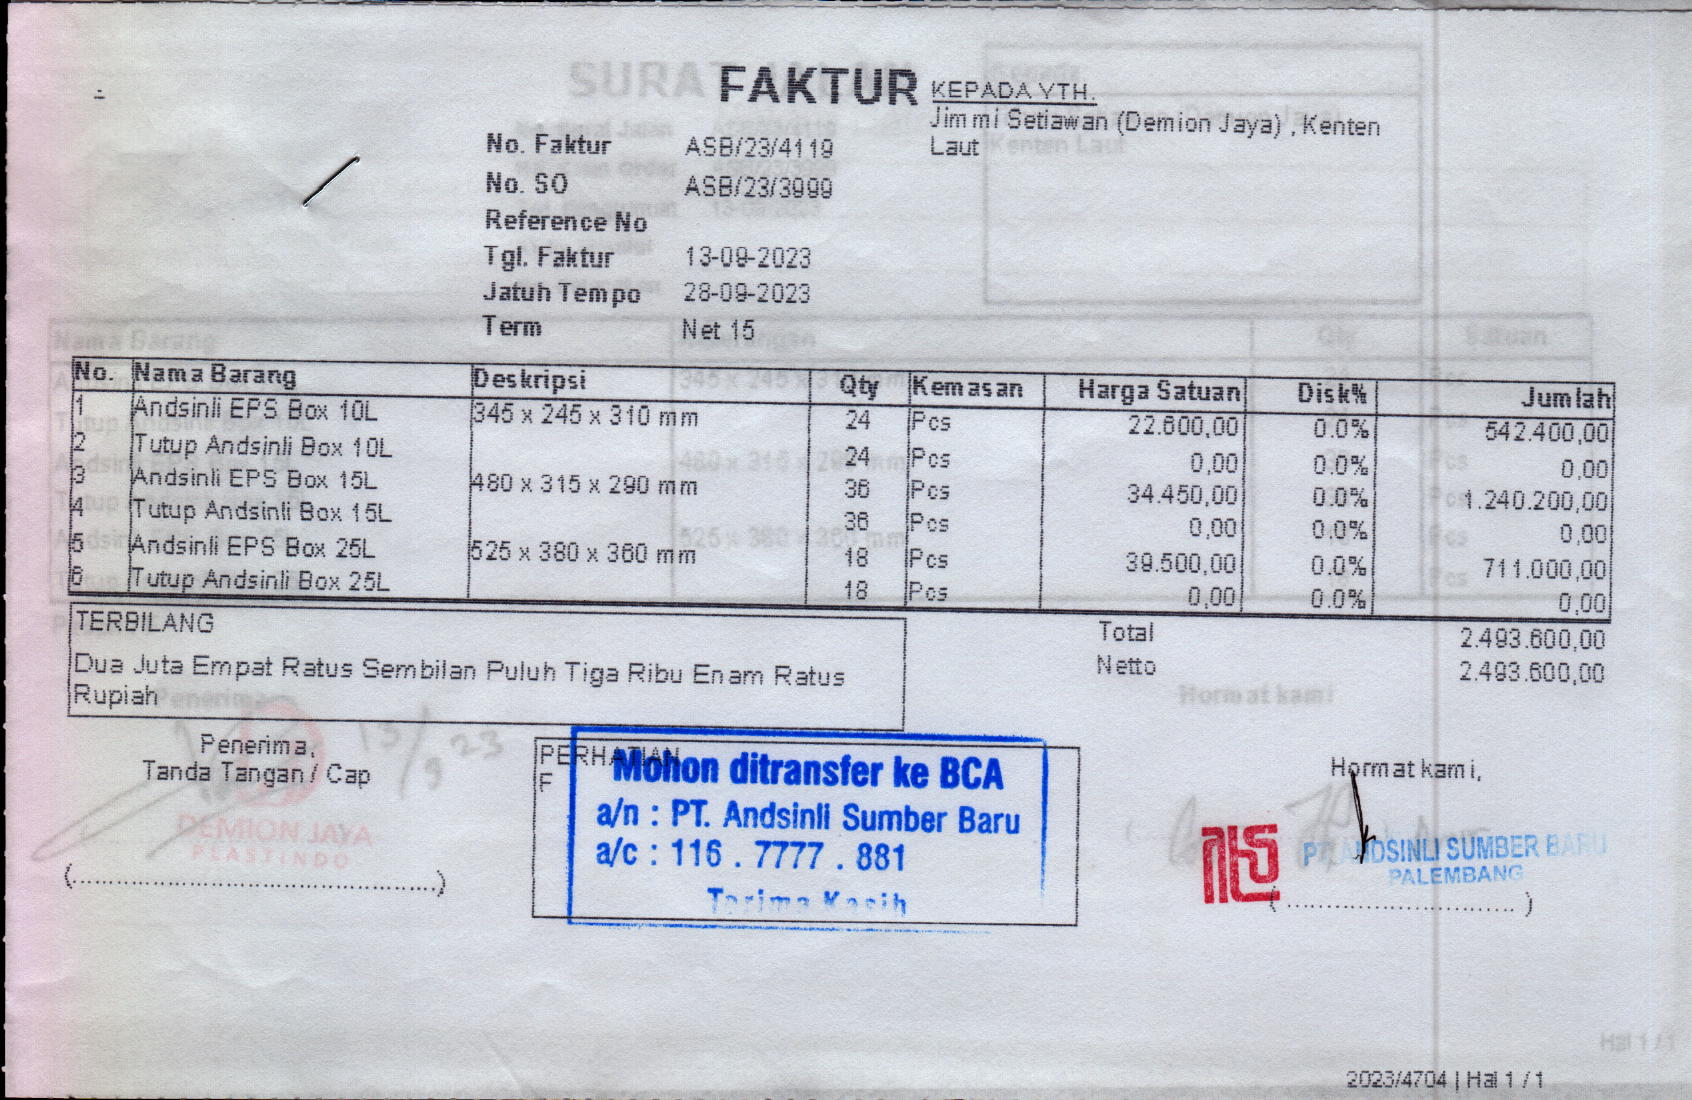 FAKTUR
KEPADA YTH.
Jimmi Setiawan (Demion Jaya) , Kenten
Laut
No. Faktur ASB/23/4119
No. SO ASB/23/3999
Reference No
Tgl. Faktur 13-09-2023
Jatuh Tempo 28-09-2023
Term Net 15
No. Nama Barang Deskripsi Qty Kemasan Harga Satuan Disk% Jumlah
1 Andsinli EPS Box 10L 345 x 245 x 310 mm 24 Pcs 22.600,00 0.0% 542.400,00
2 Tutup Andsinli Box 10L 24 Pcs 0,00 0.0% 0,00
3 Andsinli EPS Box 15L 480 x 315 x 290 mm 36 Pcs 34.450,00 0.0% 1.240.200,00
4 Tutup Andsinli Box 15L 36 Pcs 0,00 0.0% 0,00
5 Andsinli EPS Box 25L 525 x 380 x 360 mm 18 Pcs 39.500,00 0.0% 711.000,00
6 Tutup Andsinli Box 25L 18 Pcs 0,00 0.0% 0,00
TERBILANG
Dua Juta Empat Ratus Sembilan Puluh Tiga Ribu Enam Ratus
Rupiah
Total 2.493.600,00
Netto 2.493.600,00
Penerima,
Tanda Tangan / Cap
13/9 23
DEMION JAYA
PLASTINDO
PERHATIAN
F
Mohon ditransfer ke BCA
a/n : PT. Andsinli Sumber Baru
a/c : 116 . 7777 . 881
Terima Kasih
Hormat kami,
PT. ANDSINLI SUMBER BARU
PALEMBANG
2023/4704 | Hal 1 / 1